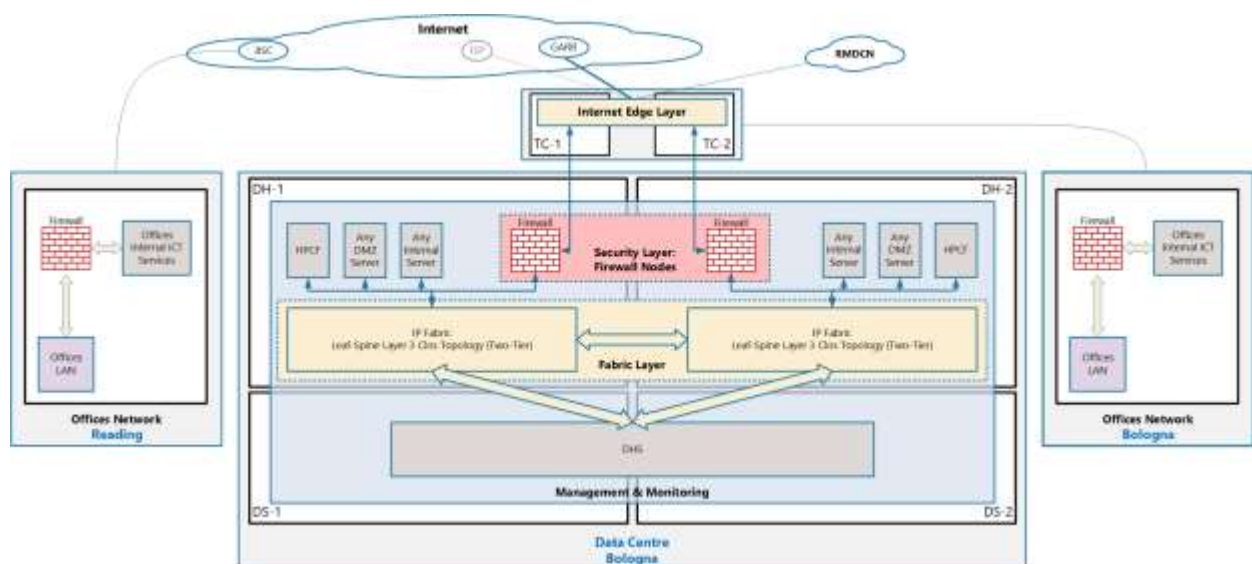 Internet
JISC
ISP
GARR
RMDCN
Internet Edge Layer
TC-1
TC-2
DH-1
DH-2
Firewall
Offices
Internal ICT
Services
Offices
LAN
Offices Network
Reading
HPCF
Any
DMZ
Server
Any
Internal
Server
Firewall
Security Layer:
Firewall Nodes
Firewall
Any
Internal
Server
Any
DMZ
Server
HPCF
IP Fabric
Leaf-Spine Layer 3 Clos Topology (Two-Tier)
IP Fabric
Leaf-Spine Layer 3 Clos Topology (Two-Tier)
Fabric Layer
DHS
Management & Monitoring
DS-1
DS-2
Data Centre
Bologna
Firewall
Offices
Internal ICT
Services
Offices
LAN
Offices Network
Bologna